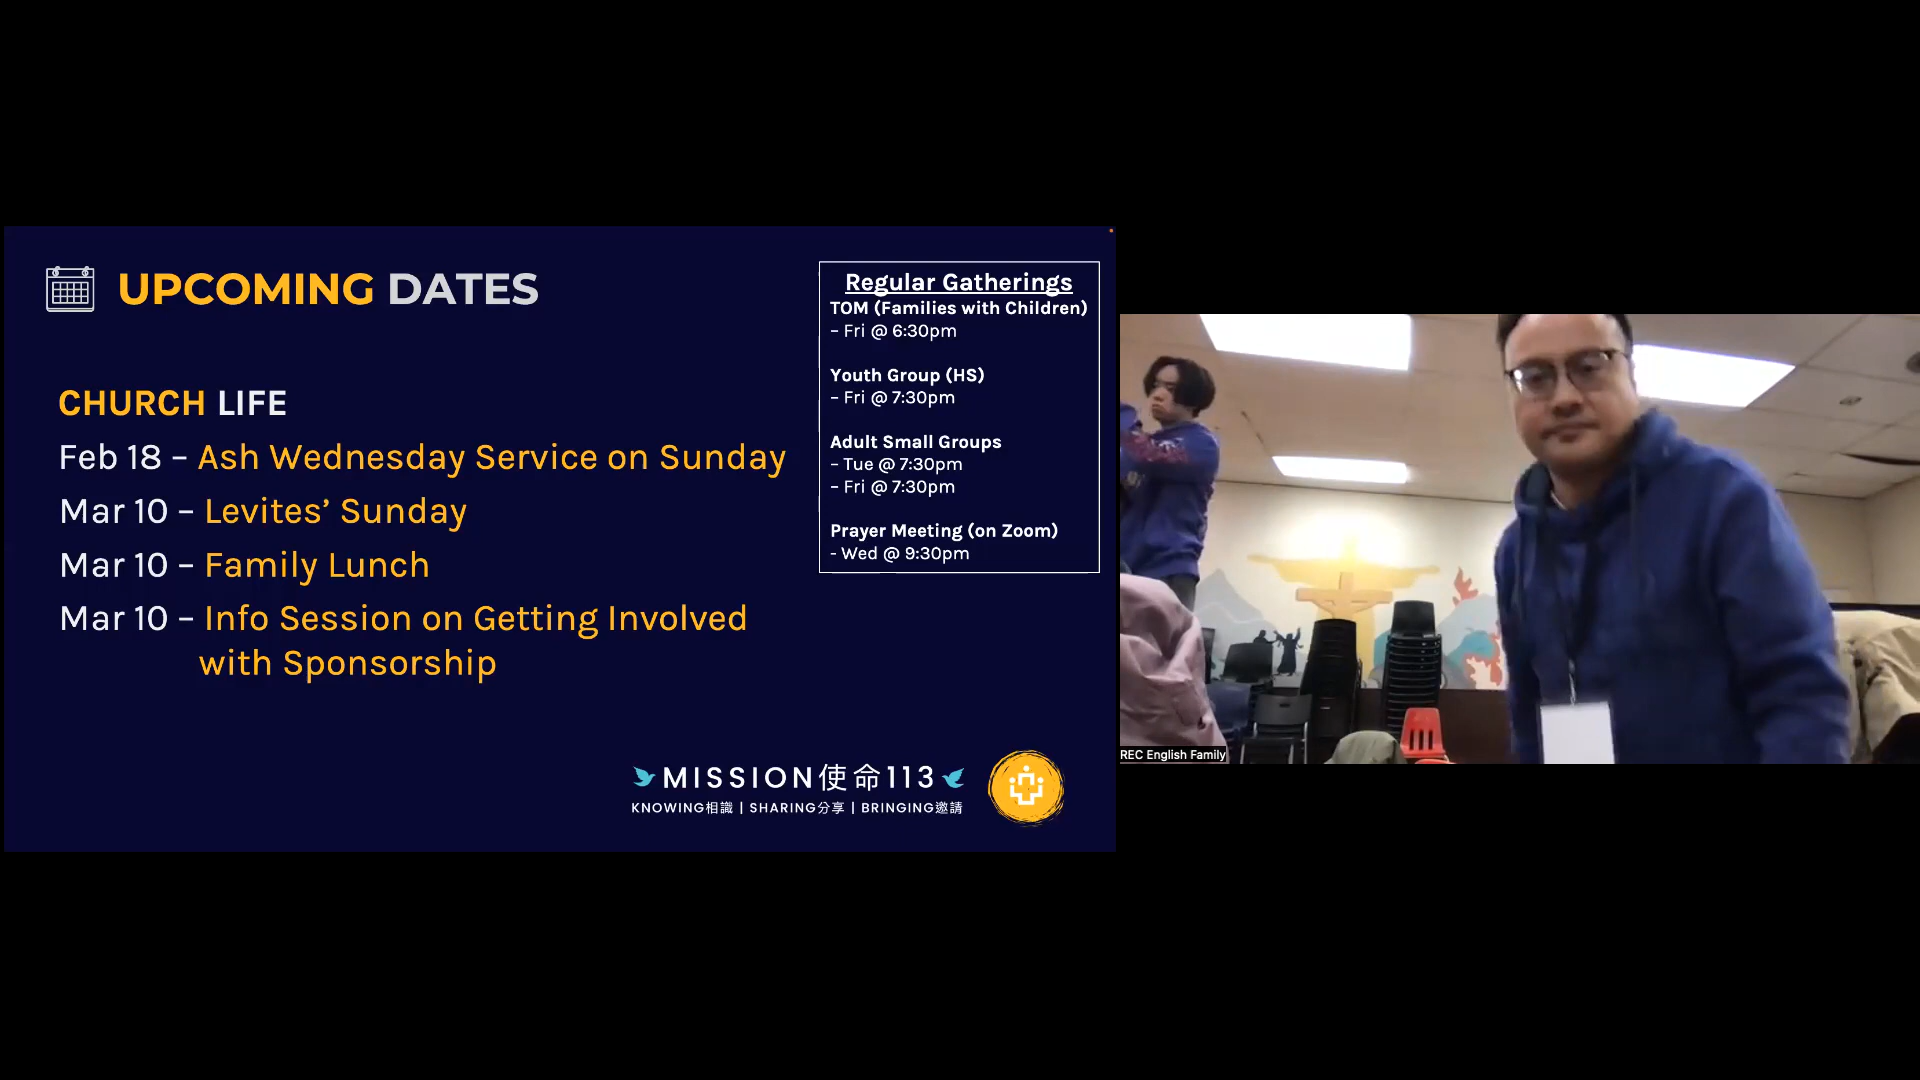 UPCOMING DATES
CHURCH LIFE
Feb 18 – Ash Wednesday Service on Sunday
Mar 10 – Levites’ Sunday
Mar 10 – Family Lunch
Mar 10 – Info Session on Getting Involved
with Sponsorship
Regular Gatherings
TOM (Families with Children)
– Fri @ 6:30pm
Youth Group (HS)
– Fri @ 7:30pm
Adult Small Groups
– Tue @ 7:30pm
– Fri @ 7:30pm
Prayer Meeting (on Zoom)
- Wed @ 9:30pm
MISSION使命113
KNOWING相識 | SHARING分享 | BRINGING邀請
REC English Family